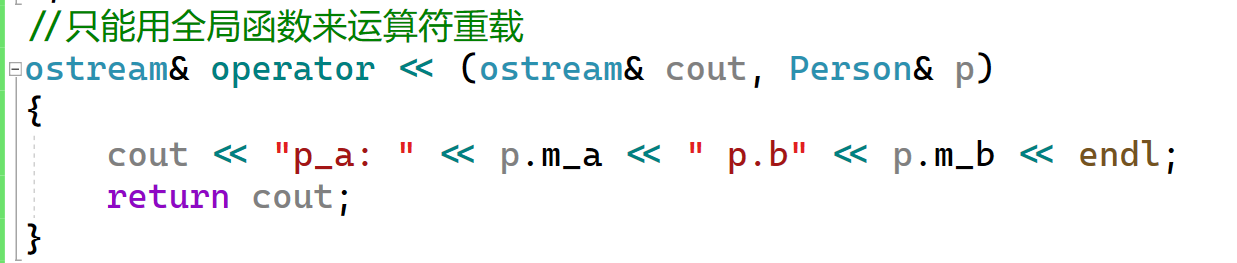 //只能用全局函数来运算符重载
ostream& operator << (ostream& cout, Person& p)
{
cout << "p_a: " << p.m_a << " p.b" << p.m_b << endl;
return cout;
}